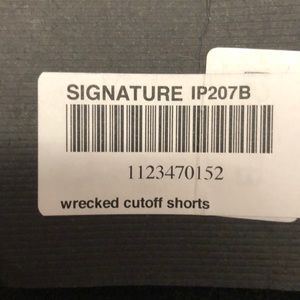 SIGNATURE IP207B
1123470152
wrecked cutoff shorts